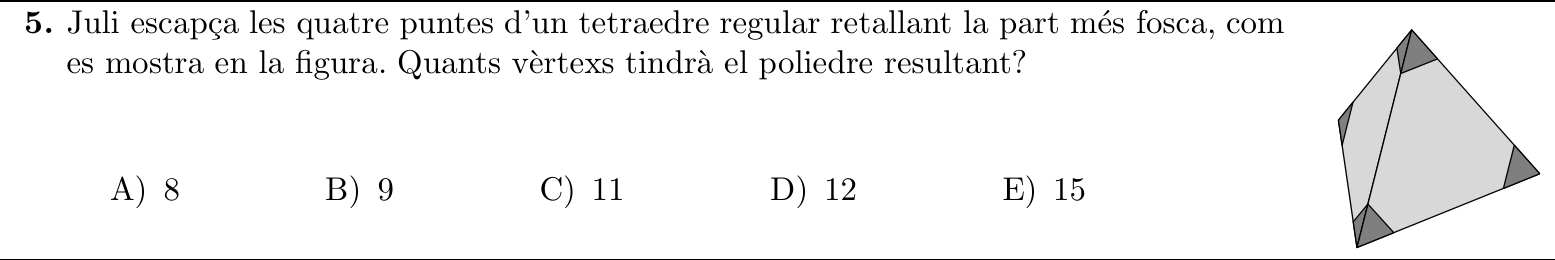 5. Juli escapça les quatre puntes d'un tetraedre regular retallant la part més fosca, com
es mostra en la figura. Quants vèrtexs tindrà el poliedre resultant?
A) 8 B) 9 C) 11 D) 12 E) 15